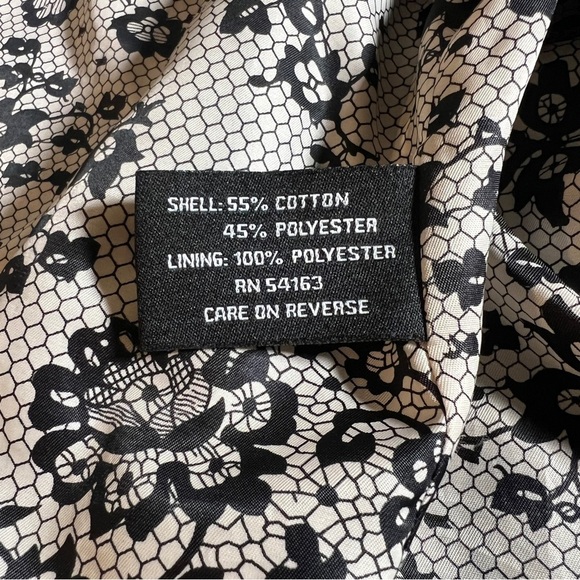 SHELL: 55% COTTON
45% POLYESTER
LINING: 100% POLYESTER
RN 54163
CARE ON REVERSE